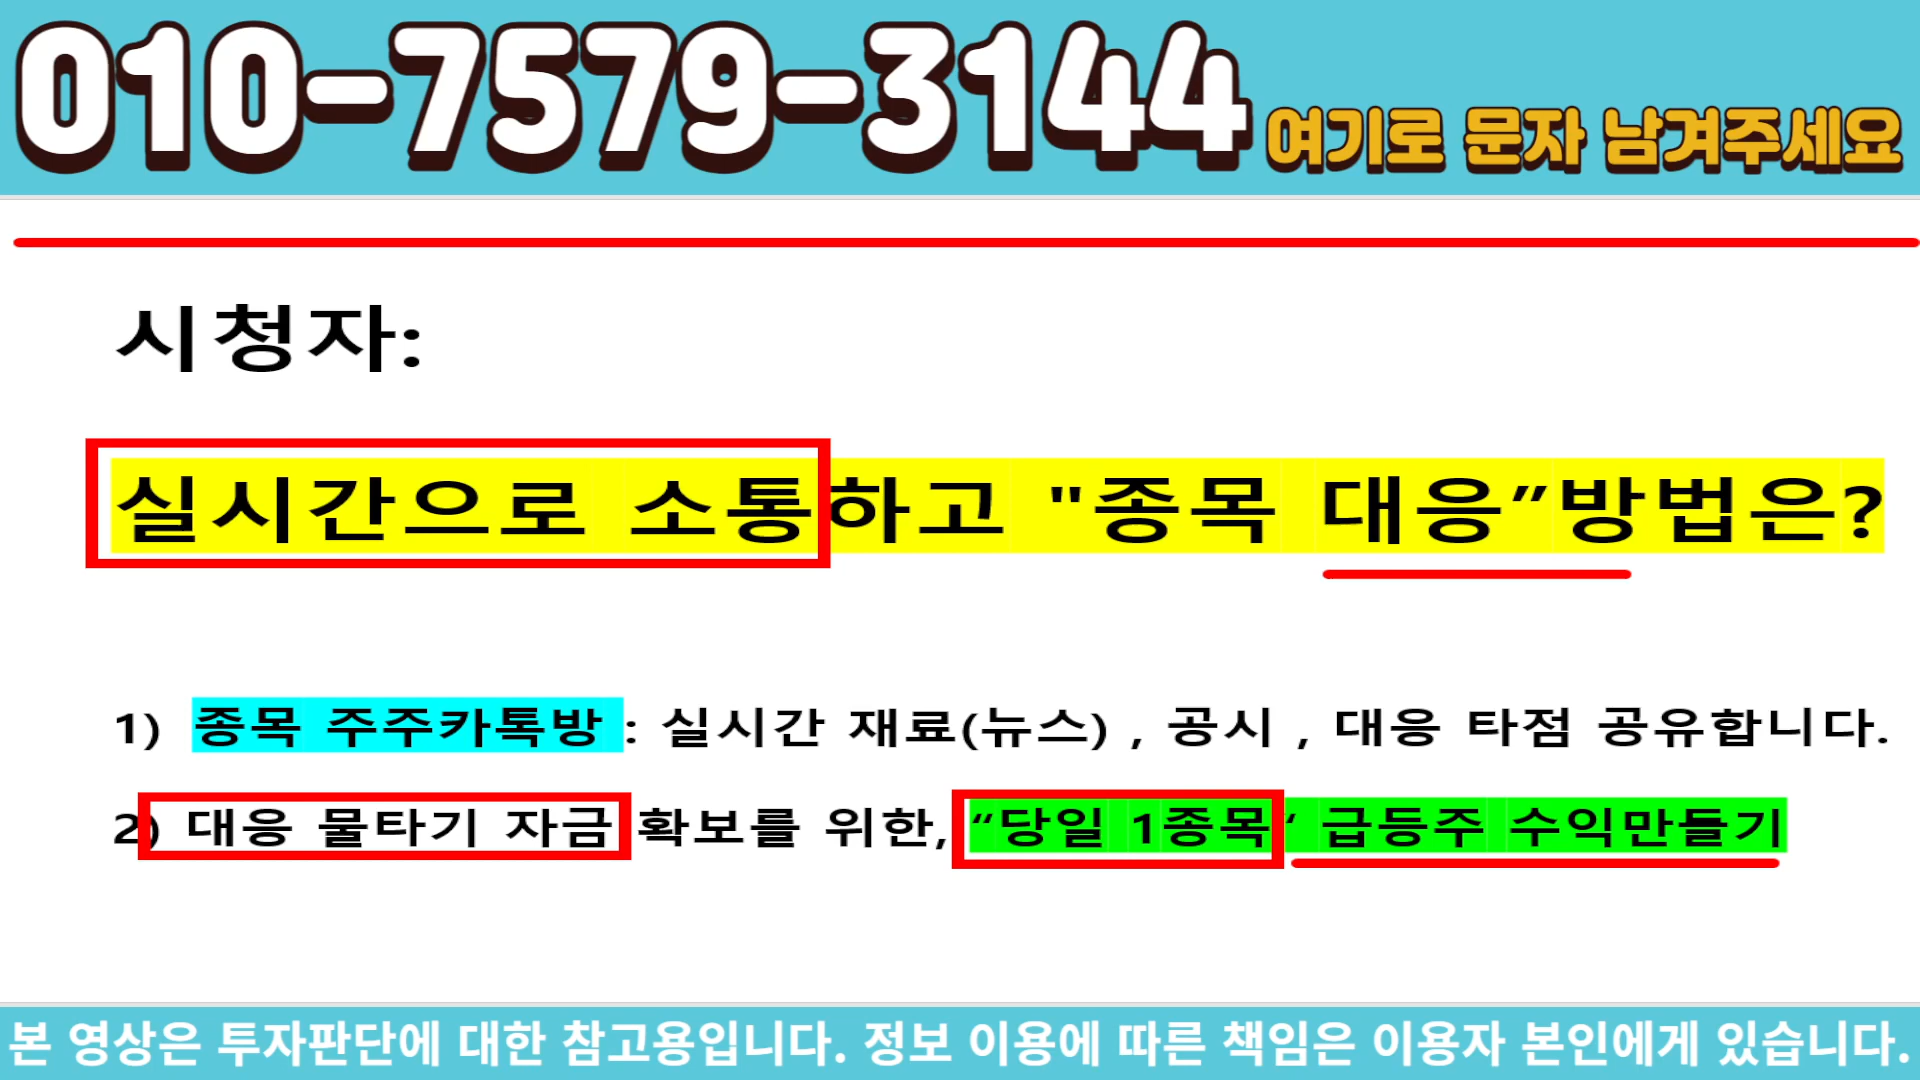 010-7579-3144 여기로 문자 남겨주세요
시청자:
실시간으로 소통하고 "종목 대응”방법은?
1) 종목 주주카톡방 : 실시간 재료(뉴스) , 공시 , 대응 타점 공유합니다.
2) 대응 물타기 자금 확보를 위한, “당일 1종목“ 급등주 수익만들기
본 영상은 투자판단에 대한 참고용입니다. 정보 이용에 따른 책임은 이용자 본인에게 있습니다.